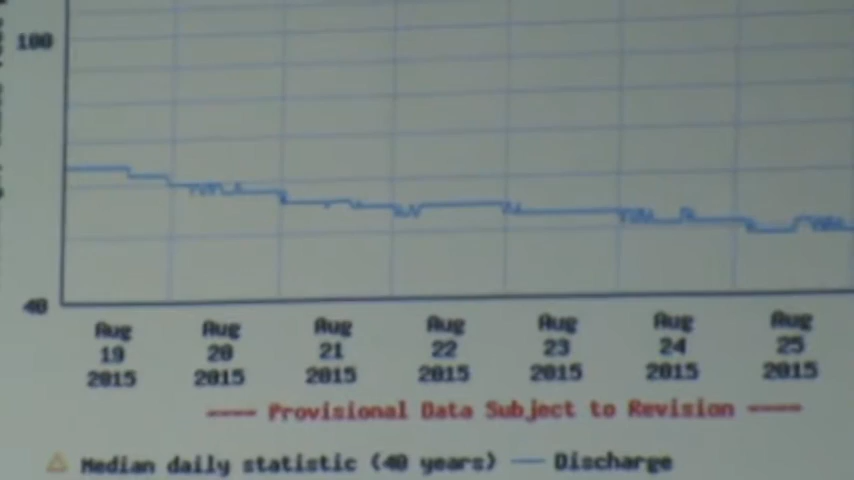 100
40
Aug Aug Aug Aug Aug Aug Aug
19 20 21 22 23 24 25
2015 2015 2015 2015 2015 2015 2015
Provisional Data Subject to Revision
Median daily statistic (40 years) Discharge